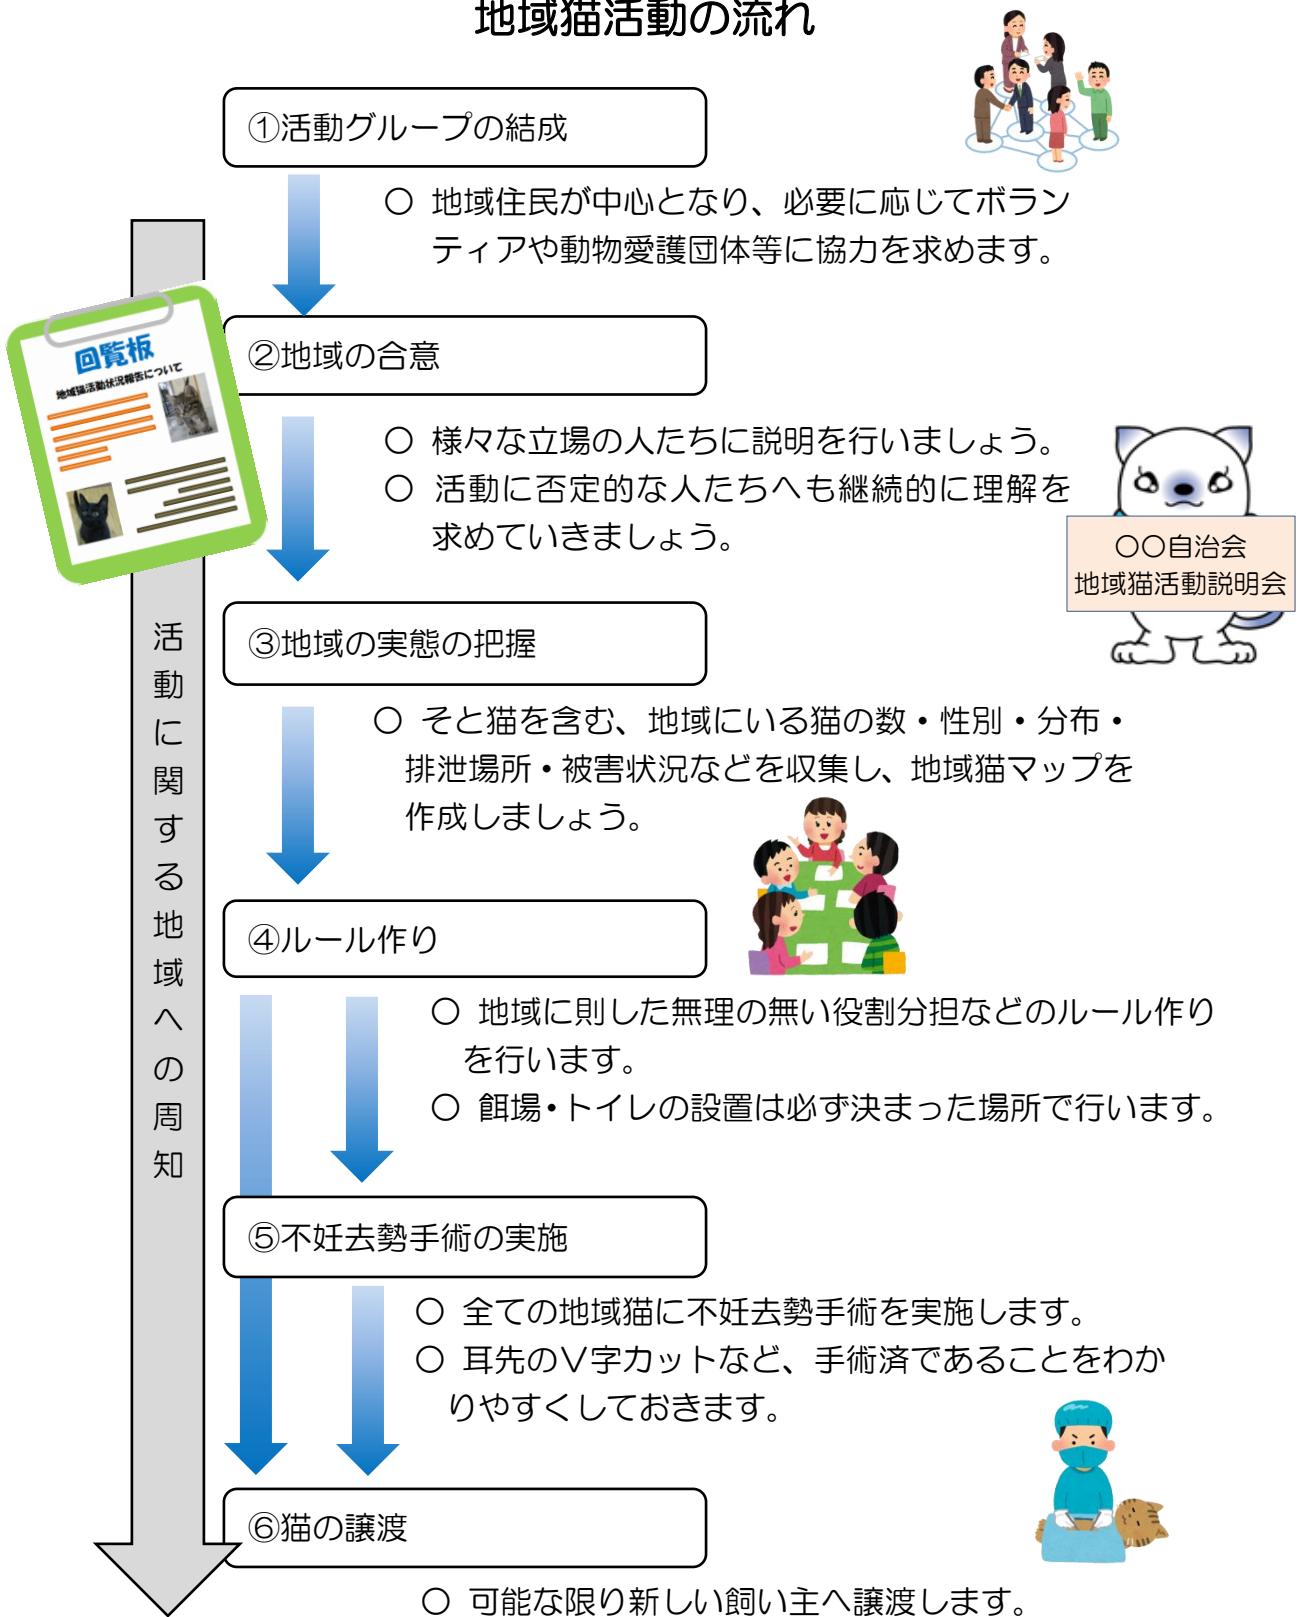 地域猫活動の流れ
①活動グループの結成
〇 地域住民が中心となり、必要に応じてボラン
ティアや動物愛護団体等に協力を求めます。
回覧板
地域猫活動状況報告について
②地域の合意
〇 様々な立場の人たちに説明を行いましょう。
〇 活動に否定的な人たちへも継続的に理解を
求めていきましょう。
〇〇自治会
地域猫活動説明会
活動に関する地域への周知
③地域の実態の把握
〇 そと猫を含む、地域にいる猫の数・性別・分布・
排泄場所・被害状況などを収集し、地域猫マップを
作成しましょう。
④ルール作り
〇 地域に則した無理の無い役割分担などのルール作り
を行います。
〇 餌場・トイレの設置は必ず決まった場所で行います。
⑤不妊去勢手術の実施
〇 全ての地域猫に不妊去勢手術を実施します。
〇 耳先のV字カットなど、手術済であることをわか
りやすくしておきます。
⑥猫の譲渡
〇 可能な限り新しい飼い主へ譲渡します。